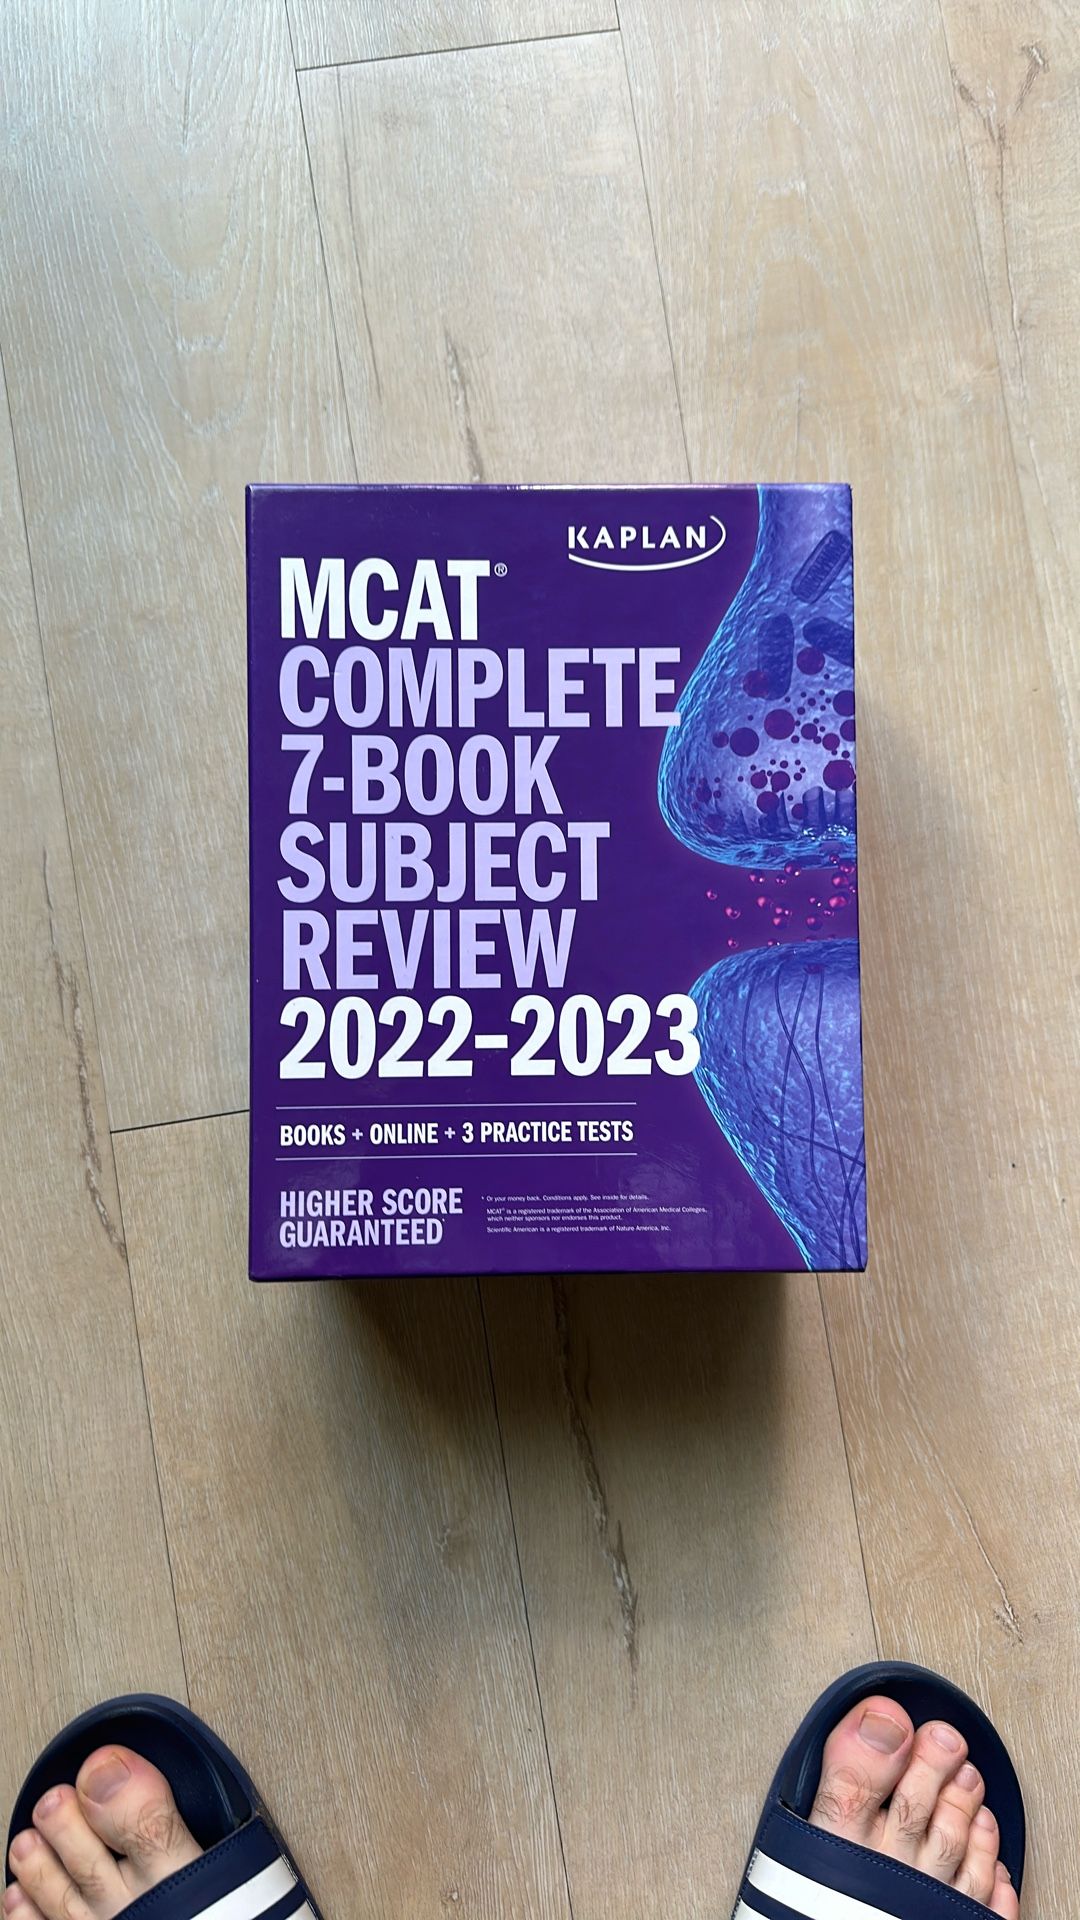 KAPLAN
MCAT®
COMPLETE
7-BOOK
SUBJECT
REVIEW
2022-2023
BOOKS + ONLINE + 3 PRACTICE TESTS
HIGHER SCORE
GUARANTEED
* Or your money back. Conditions apply. See inside for details.
MCAT® is a registered trademark of the Association of American Medical Colleges,
which neither sponsors nor endorses this product.
Scientific American is a registered trademark of Nature America, Inc.